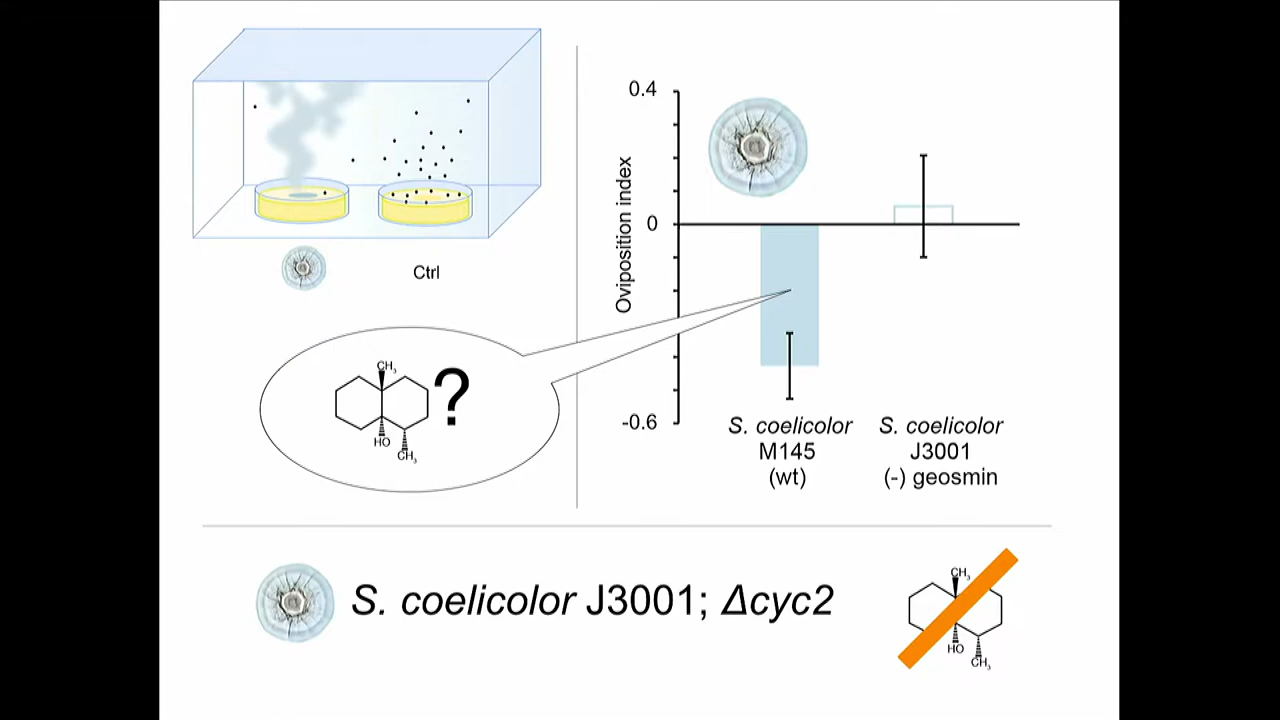 Ctrl
CH₃
HO
CH₃
?
Oviposition index
0.4
0
-0.6
S. coelicolor
M145
(wt)
S. coelicolor
J3001
(-) geosmin
S. coelicolor J3001; Δcyc2
CH₃
HO
CH₃